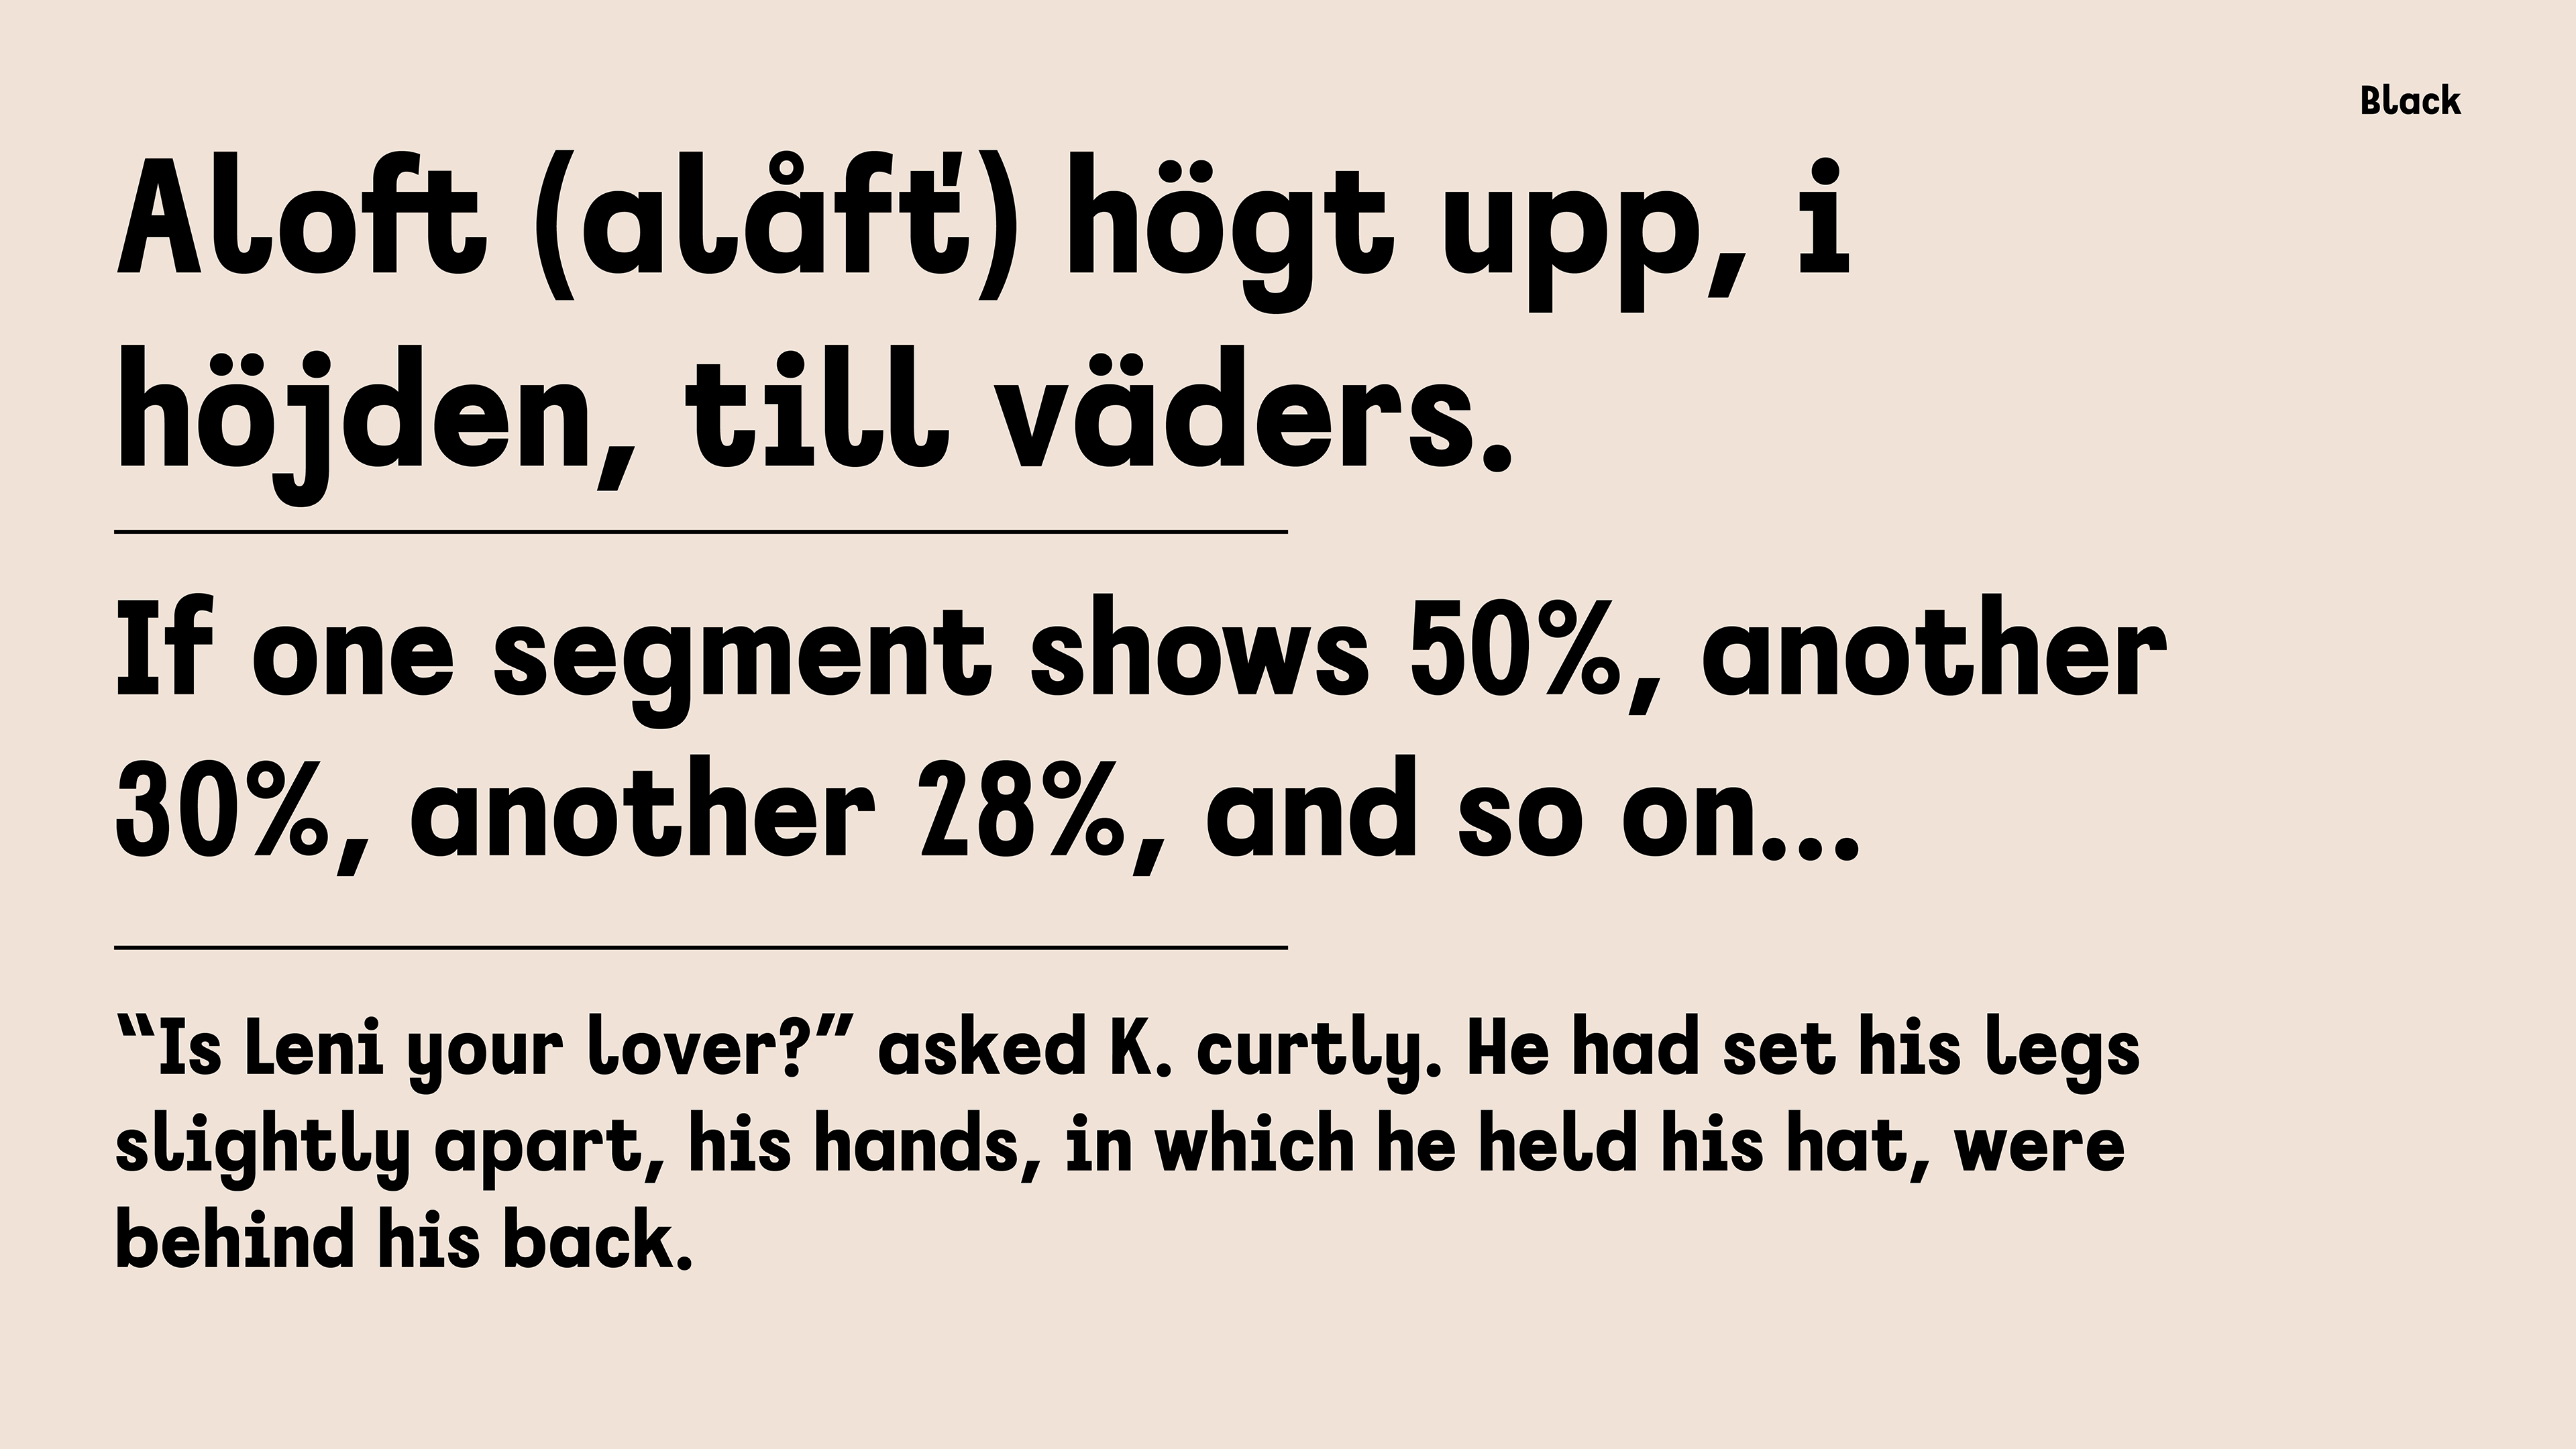 Black
Aloft (alåft') högt upp, i
höjden, till väders.
If one segment shows 50%, another
30%, another 28%, and so on...
“Is Leni your lover?” asked K. curtly. He had set his legs
slightly apart, his hands, in which he held his hat, were
behind his back.